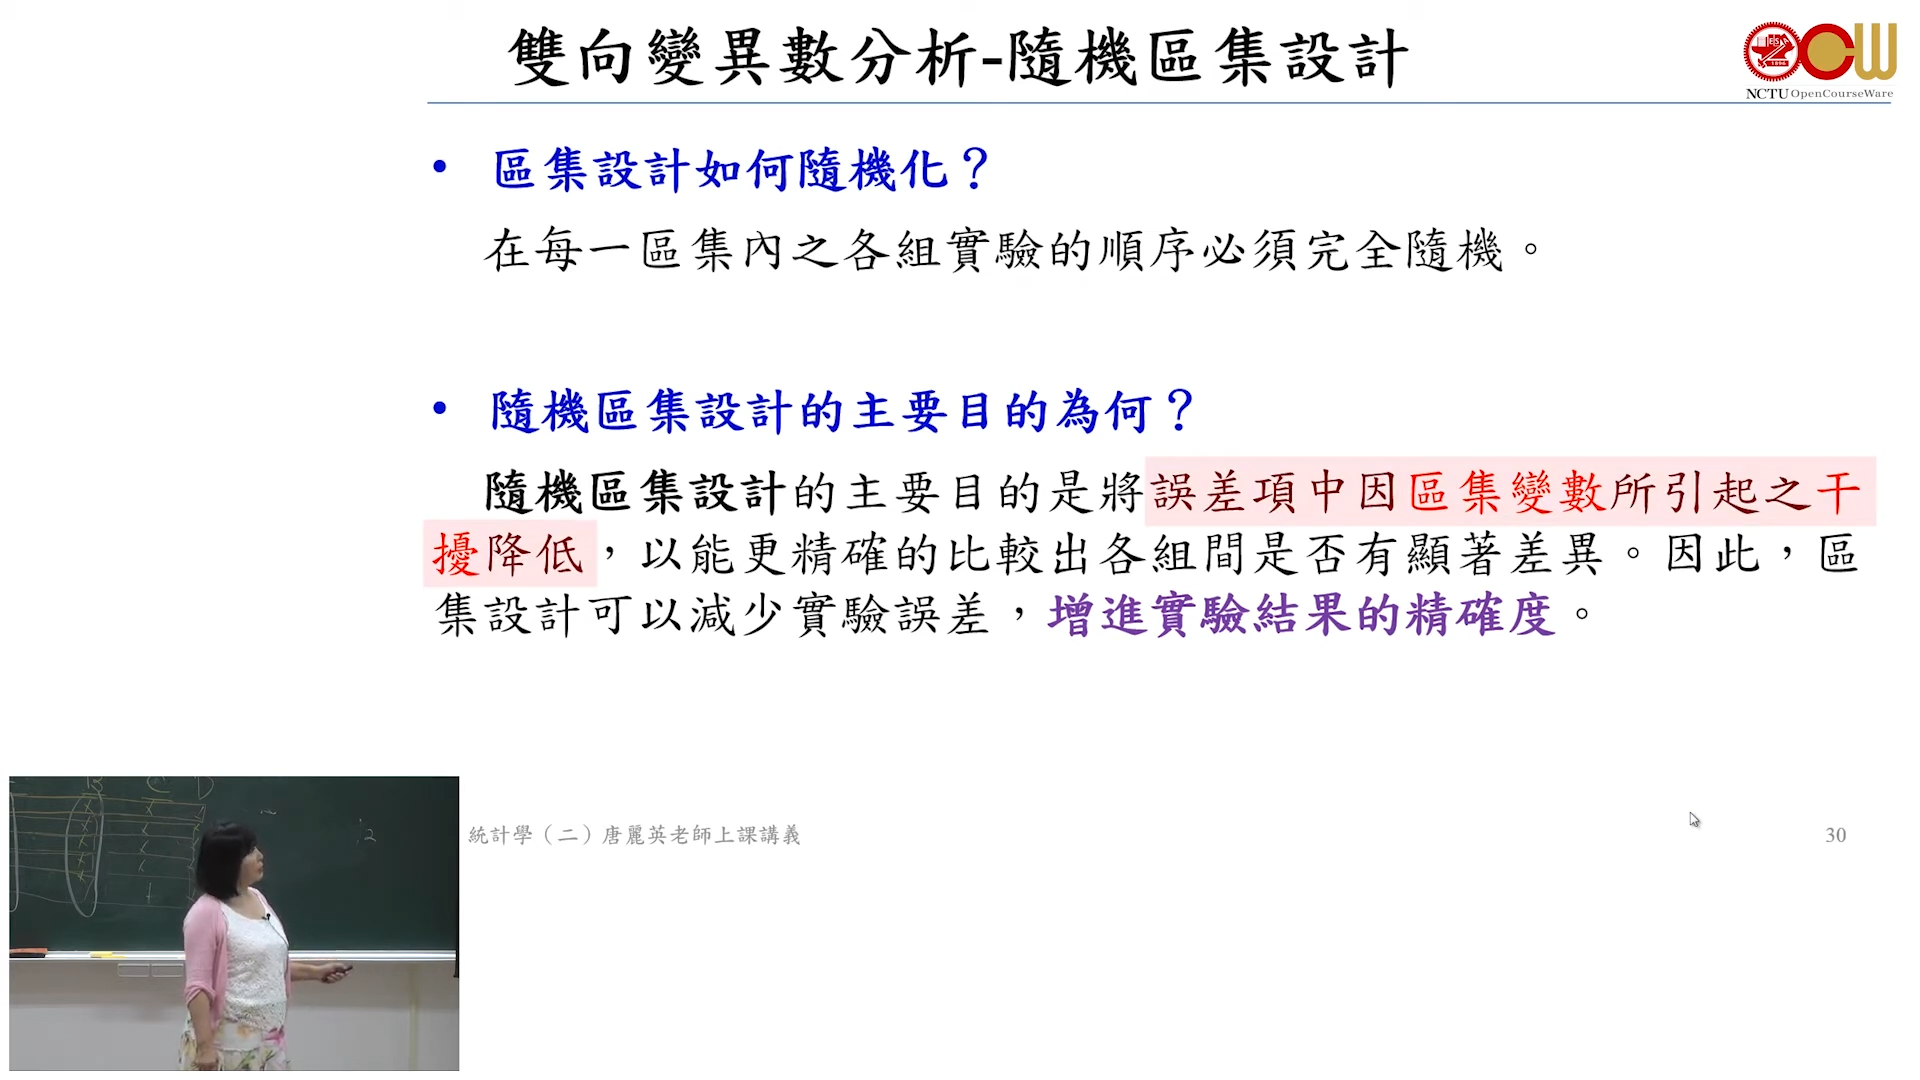 雙向變異數分析-隨機區集設計
NCTU OpenCourseWare
• 區集設計如何隨機化？
在每一區集內之各組實驗的順序必須完全隨機。
• 隨機區集設計的主要目的為何？
隨機區集設計的主要目的是將誤差項中因區集變數所引起之干
擾降低，以能更精確的比較出各組間是否有顯著差異。因此，區
集設計可以減少實驗誤差，增進實驗結果的精確度。
統計學（二）唐麗英老師上課講義
30